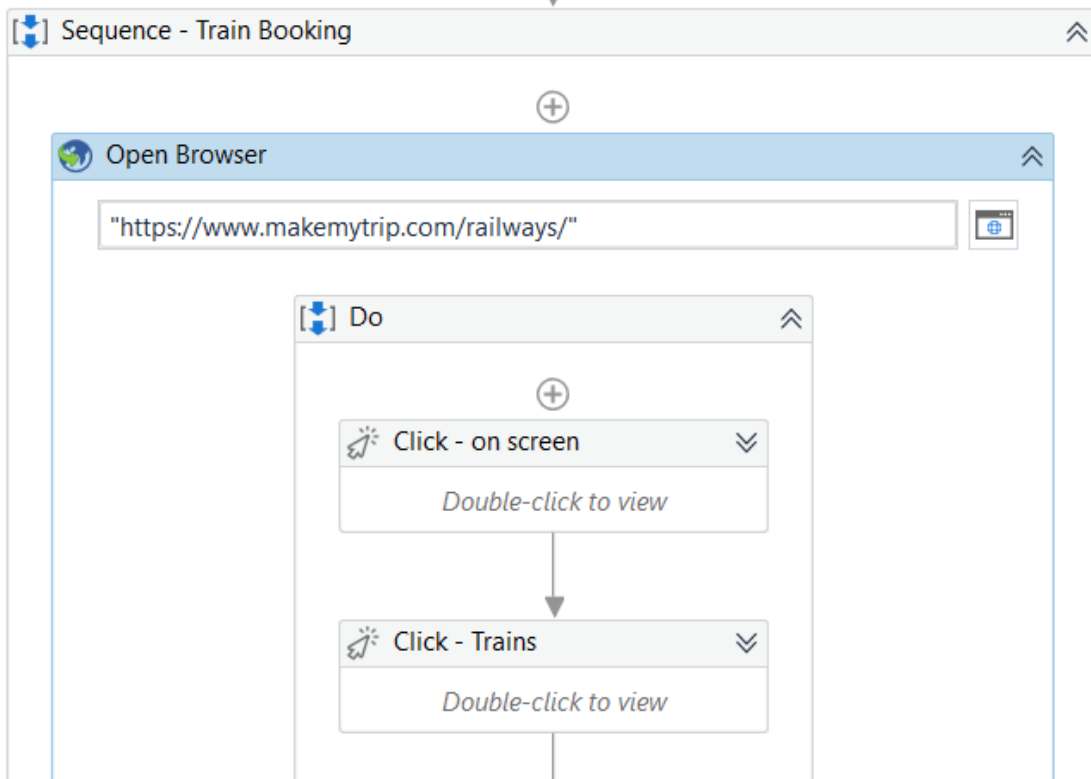 Sequence - Train Booking
Open Browser
"https://www.makemytrip.com/railways/"
Do
Click - on screen
Double-click to view
Click - Trains
Double-click to view